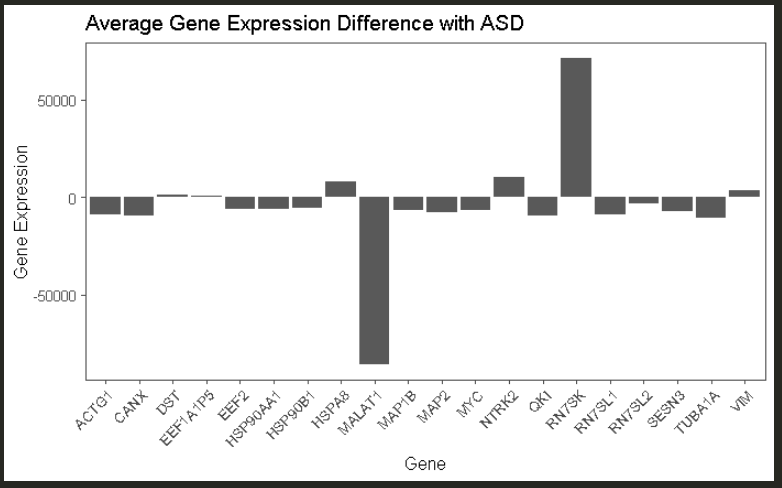 Average Gene Expression Difference with ASD
Gene Expression
50000
0
-50000
ACTG1
CANX
DST
EEF1A1P5
EEF2
HSP90AA1
HSP90B1
HSPA8
MALAT1
MAP1B
MAP2
MYC
NTRK2
QKI
RN7SK
RN7SL1
RN7SL2
SESN3
TUBA1A
VIM
Gene